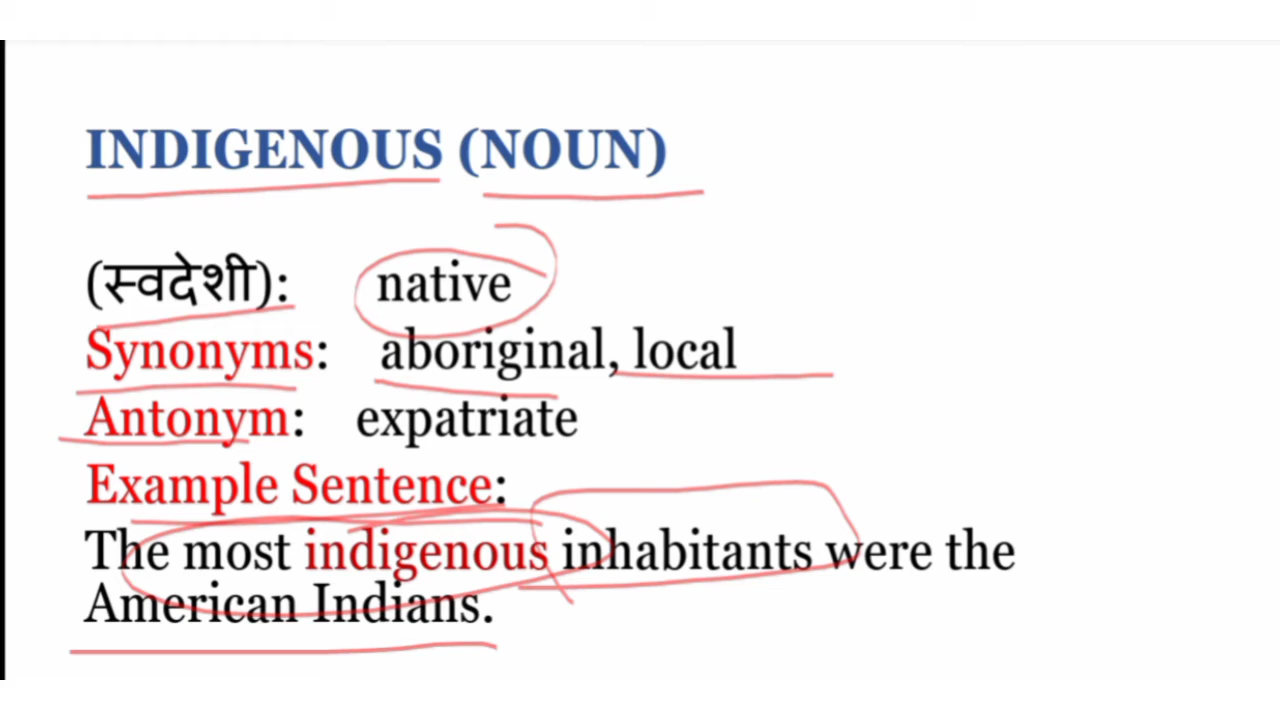 INDIGENOUS (NOUN)
(स्वदेशी): native
Synonyms: aboriginal, local
Antonym: expatriate
Example Sentence:
The most indigenous inhabitants were the
American Indians.